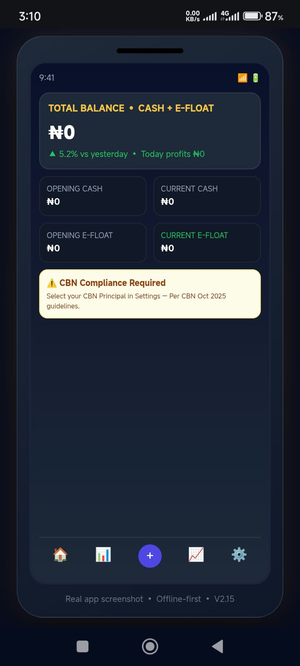 3:10
0.00
KB/s
4G
87%
9:41
TOTAL BALANCE • CASH + E-FLOAT
₦0
▲ 5.2% vs yesterday • Today profits ₦0
OPENING CASH
₦0
CURRENT CASH
₦0
OPENING E-FLOAT
₦0
CURRENT E-FLOAT
₦0
⚠️ CBN Compliance Required
Select your CBN Principal in Settings — Per CBN Oct 2025
guidelines.
+
Real app screenshot • Offline-first • V2.15